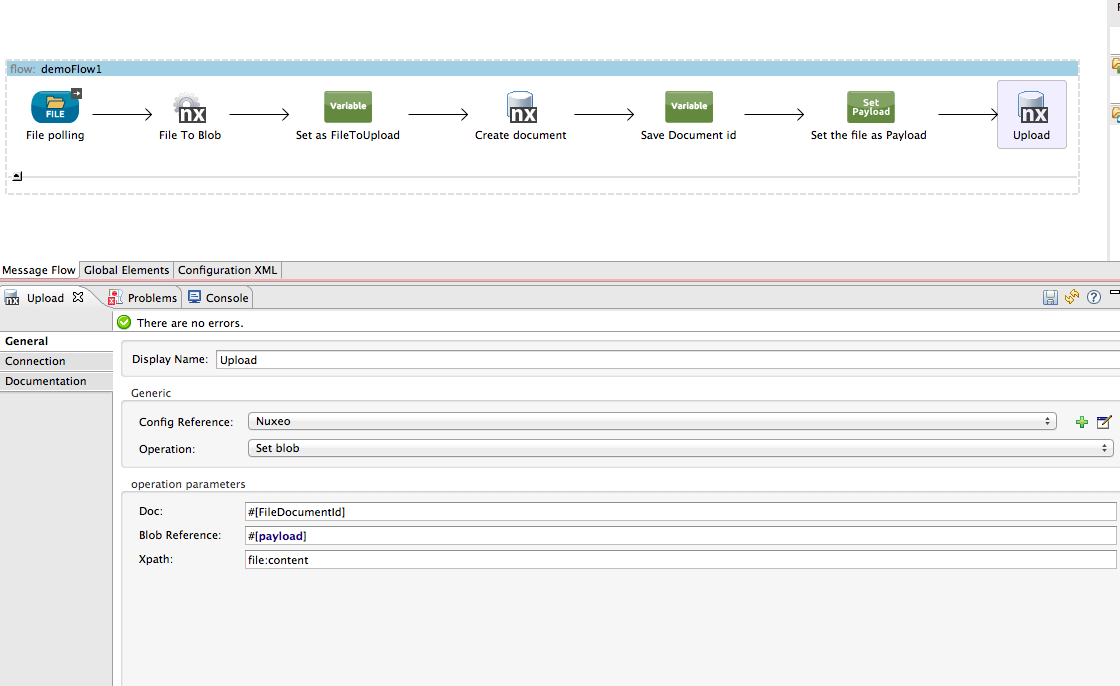 flow: demoFlow1
FILE
File polling
nx
File To Blob
Variable
Set as FileToUpload
nx
Create document
Variable
Save Document id
Set Payload
Set the file as Payload
nx
Upload
Message Flow
Global Elements
Configuration XML
nx
Upload
Problems
Console
There are no errors.
General
Connection
Documentation
Display Name: Upload
Generic
Config Reference: Nuxeo
Operation: Set blob
operation parameters
Doc: #[FileDocumentId]
Blob Reference: #[payload]
Xpath: file:content